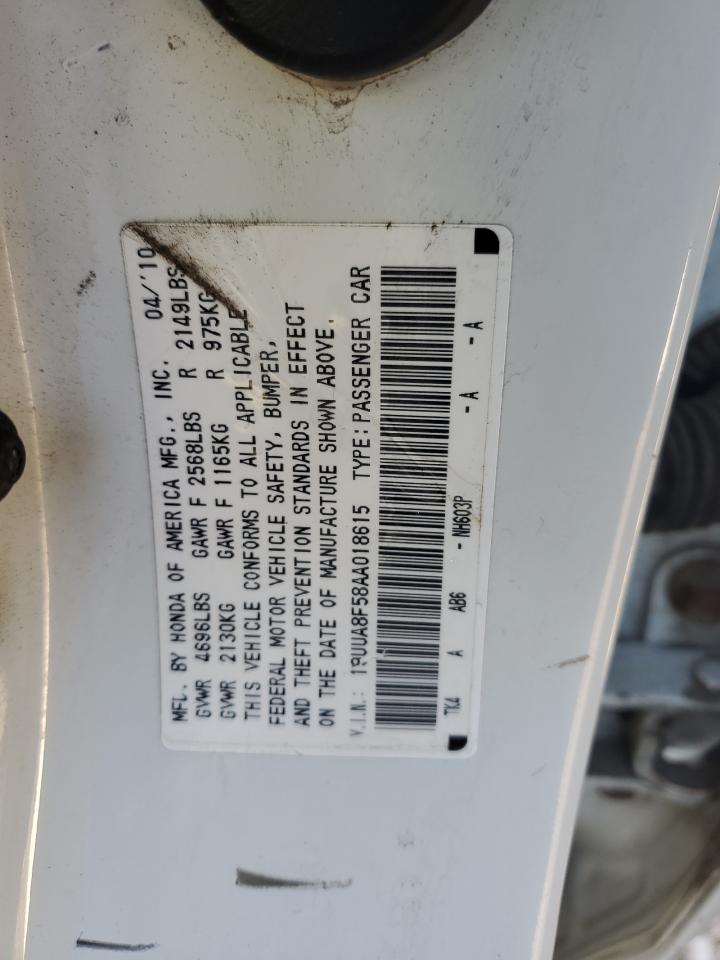 MFD. BY HONDA OF AMERICA MFG., INC. 04/'10
GVWR 4696LBS GAWR F 2568LBS R 2149LBS
GVWR 2130KG GAWR F 1165KG R 975KG
THIS VEHICLE CONFORMS TO ALL APPLICABLE
FEDERAL MOTOR VEHICLE SAFETY, BUMPER,
AND THEFT PREVENTION STANDARDS IN EFFECT
ON THE DATE OF MANUFACTURE SHOWN ABOVE.
V.I.N.: 19UUA8F58AA018615 TYPE: PASSENGER CAR
TK4 A AB6 - NH603P - A - A